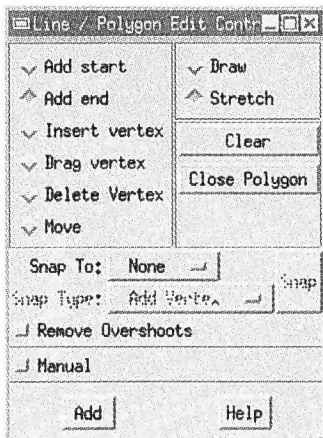 Line / Polygon Edit Contr
Add start
Add end
Insert vertex
Drag vertex
Delete Vertex
Move
Draw
Stretch
Clear
Close Polygon
Snap To: None
Snap Type: Add Verte
Snap
Remove Overshoots
Manual
Add
Help